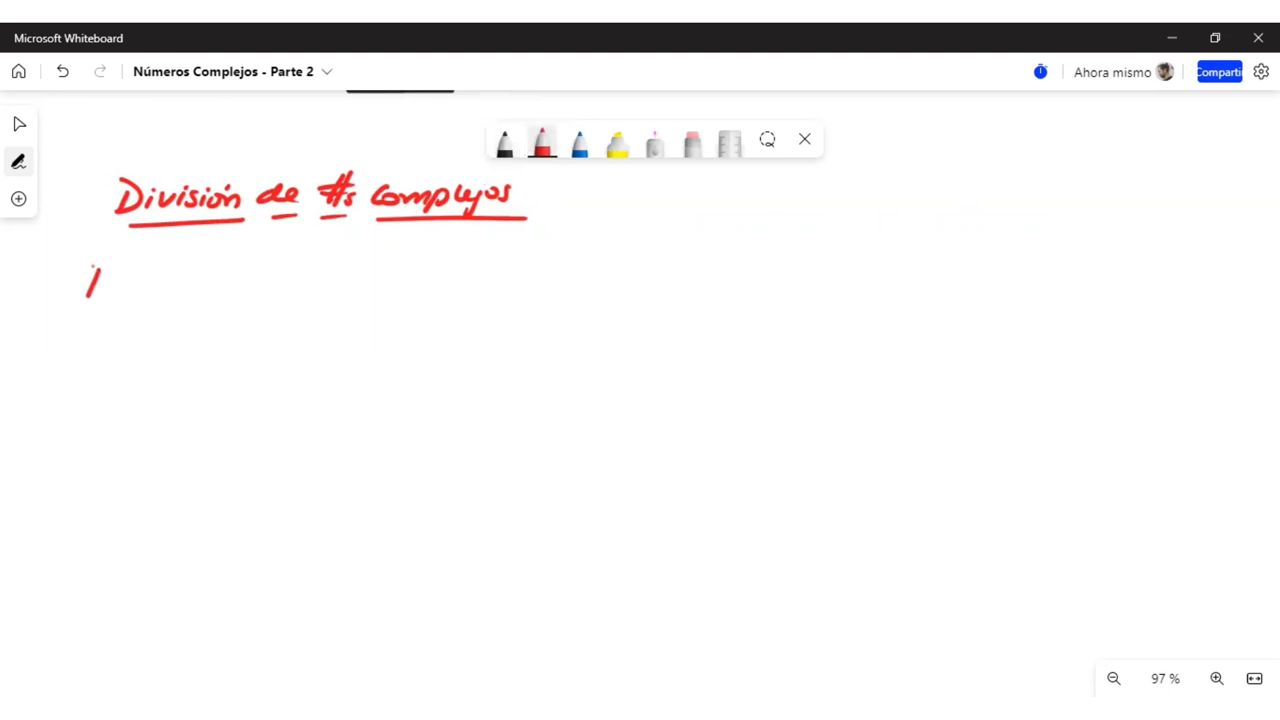 Microsoft Whiteboard
Números Complejos - Parte 2
Ahora mismo
Comparti
División de #s complejos
97 %